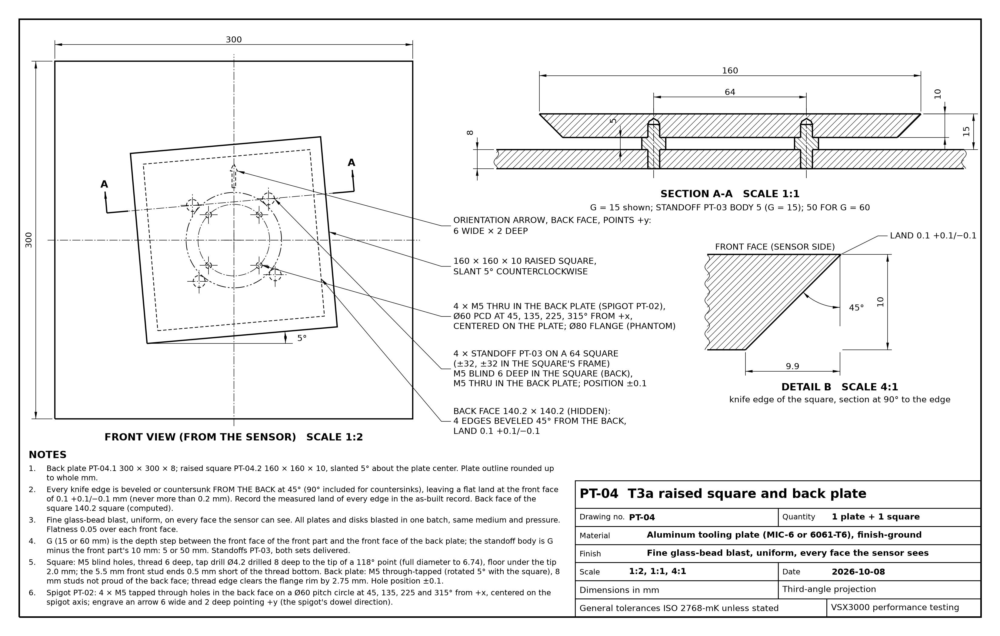 300
300
A
A
5°
FRONT VIEW (FROM THE SENSOR)   SCALE 1:2
160
64
10
15
5
8
SECTION A-A   SCALE 1:1
G = 15 shown; STANDOFF PT-03 BODY 5 (G = 15); 50 FOR G = 60
ORIENTATION ARROW, BACK FACE, POINTS +y:
6 WIDE × 2 DEEP
160 × 160 × 10 RAISED SQUARE,
SLANT 5° COUNTERCLOCKWISE
4 × M5 THRU IN THE BACK PLATE (SPIGOT PT-02),
Ø60 PCD AT 45, 135, 225, 315° FROM +x,
CENTERED ON THE PLATE; Ø80 FLANGE (PHANTOM)
4 × STANDOFF PT-03 ON A 64 SQUARE
(±32, ±32 IN THE SQUARE'S FRAME)
M5 BLIND 6 DEEP IN THE SQUARE (BACK),
M5 THRU IN THE BACK PLATE; POSITION ±0.1
BACK FACE 140.2 × 140.2 (HIDDEN):
4 EDGES BEVELED 45° FROM THE BACK,
LAND 0.1 +0.1/−0.1
LAND 0.1 +0.1/−0.1
FRONT FACE (SENSOR SIDE)
45°
10
9.9
DETAIL B   SCALE 4:1
knife edge of the square, section at 90° to the edge
NOTES
1. Back plate PT-04.1 300 × 300 × 8; raised square PT-04.2 160 × 160 × 10, slanted 5° about the plate center. Plate outline rounded up
to whole mm.
2. Every knife edge is beveled or countersunk FROM THE BACK at 45° (90° included for countersinks), leaving a flat land at the front face
of 0.1 +0.1/−0.1 mm (never more than 0.2 mm). Record the measured land of every edge in the as-built record. Back face of the
square 140.2 square (computed).
3. Fine glass-bead blast, uniform, on every face the sensor can see. All plates and disks blasted in one batch, same medium and pressure.
Flatness 0.05 over each front face.
4. G (15 or 60 mm) is the depth step between the front face of the front part and the front face of the back plate; the standoff body is G
minus the front part's 10 mm: 5 or 50 mm. Standoffs PT-03, both sets delivered.
5. Square: M5 blind holes, thread 6 deep, tap drill Ø4.2 drilled 8 deep to the tip of a 118° point (full diameter to 6.74), floor under the tip
2.0 mm; the 5.5 mm front stud ends 0.5 mm short of the thread bottom. Back plate: M5 through-tapped (rotated 5° with the square), 8
mm studs not proud of the back face; thread edge clears the flange rim by 2.75 mm. Hole position ±0.1.
6. Spigot PT-02: 4 × M5 tapped through holes in the back face on a Ø60 pitch circle at 45, 135, 225 and 315° from +x, centered on the
spigot axis; engrave an arrow 6 wide and 2 deep pointing +y (the spigot's dowel direction).
PT-04  T3a raised square and back plate
Drawing no. PT-04   Quantity   1 plate + 1 square
Material   Aluminum tooling plate (MIC-6 or 6061-T6), finish-ground
Finish   Fine glass-bead blast, uniform, every face the sensor sees
Scale   1:2, 1:1, 4:1   Date   2026-10-08
Dimensions in mm   Third-angle projection
General tolerances ISO 2768-mK unless stated   VSX3000 performance testing